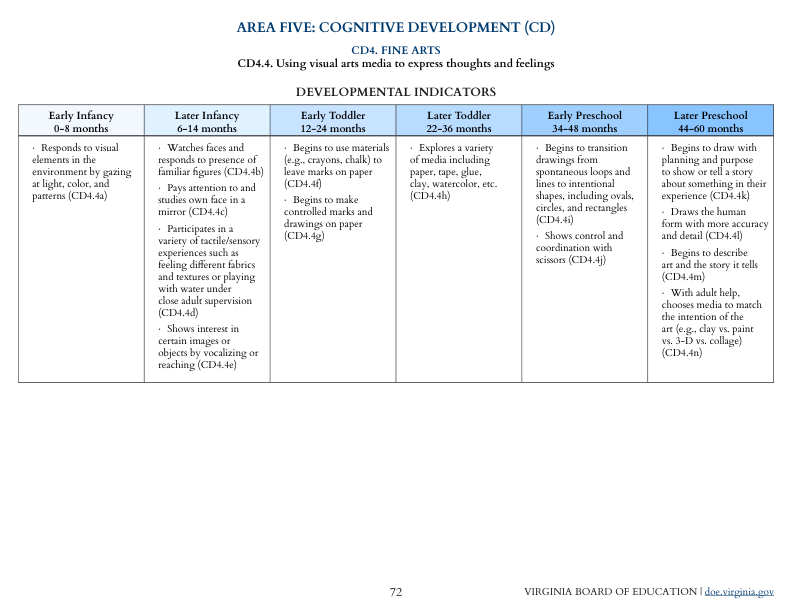 AREA FIVE: COGNITIVE DEVELOPMENT (CD)
CD4. FINE ARTS
CD4.4. Using visual arts media to express thoughts and feelings
DEVELOPMENTAL INDICATORS
Early Infancy
0–8 months
Later Infancy
6–14 months
Early Toddler
12–24 months
Later Toddler
22–36 months
Early Preschool
34–48 months
Later Preschool
44–60 months
· Responds to visual
elements in the
environment by gazing
at light, color, and
patterns (CD4.4a)
· Watches faces and
responds to presence of
familiar figures (CD4.4b)
· Pays attention to and
studies own face in a
mirror (CD4.4c)
· Participates in a
variety of tactile/sensory
experiences such as
feeling different fabrics
and textures or playing
with water under
close adult supervision
(CD4.4d)
· Shows interest in
certain images or
objects by vocalizing or
reaching (CD4.4e)
· Begins to use materials
(e.g., crayons, chalk) to
leave marks on paper
(CD4.4f)
· Begins to make
controlled marks and
drawings on paper
(CD4.4g)
· Explores a variety
of media including
paper, tape, glue,
clay, watercolor, etc.
(CD4.4h)
· Begins to transition
drawings from
spontaneous loops and
lines to intentional
shapes, including ovals,
circles, and rectangles
(CD4.4i)
· Shows control and
coordination with
scissors (CD4.4j)
· Begins to draw with
planning and purpose
to show or tell a story
about something in their
experience (CD4.4k)
· Draws the human
form with more accuracy
and detail (CD4.4l)
· Begins to describe
art and the story it tells
(CD4.4m)
· With adult help,
chooses media to match
the intention of the
art (e.g., clay vs. paint
vs. 3-D vs. collage)
(CD4.4n)
72
VIRGINIA BOARD OF EDUCATION | doe.virginia.gov